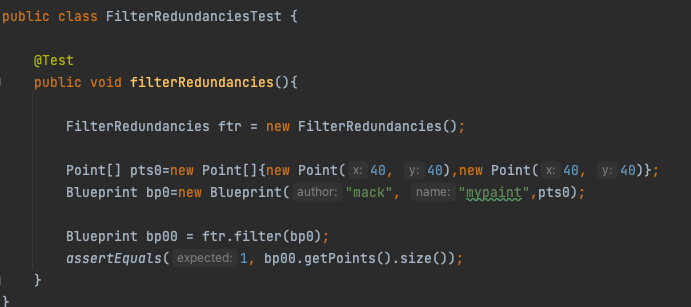 public class FilterRedundanciesTest {
@Test
public void filterRedundancies(){
FilterRedundancies ftr = new FilterRedundancies();
Point[] pts0=new Point[]{new Point( x: 40, y: 40),new Point( x: 40, y: 40)};
Blueprint bp0=new Blueprint( author: "mack", name: "mypaint",pts0);
Blueprint bp00 = ftr.filter(bp0);
assertEquals( expected: 1, bp00.getPoints().size());
}
}